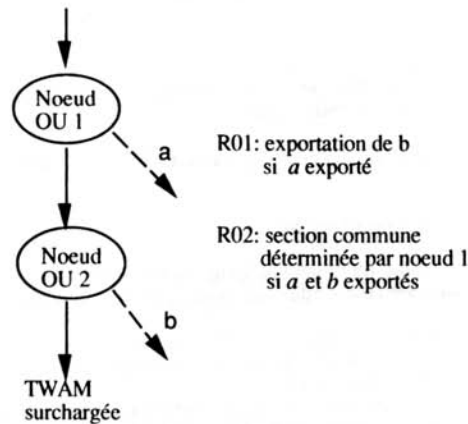 Noeud
OU 1
a
R01: exportation de b
si a exporté
R02: section commune
déterminée par noeud 1
si a et b exportés
Noeud
OU 2
b
TWAM
surchargée